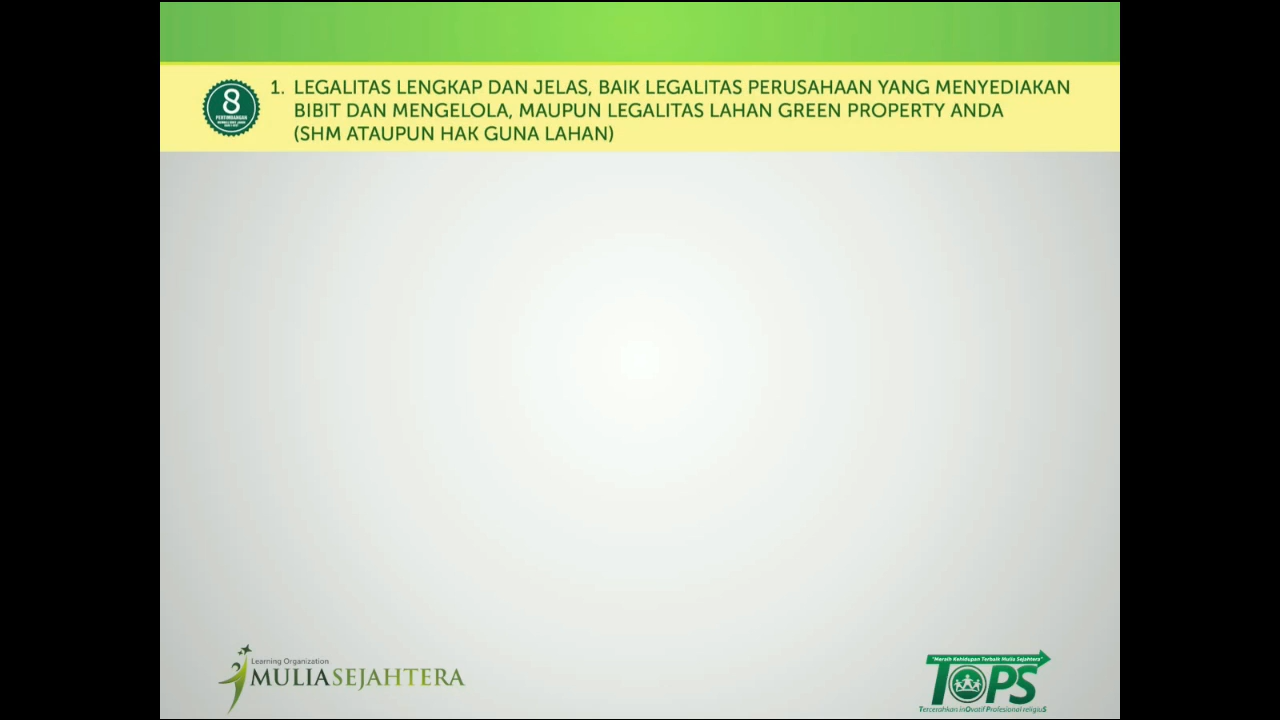 8
PERTIMBANGAN
1. LEGALITAS LENGKAP DAN JELAS, BAIK LEGALITAS PERUSAHAAN YANG MENYEDIAKAN
BIBIT DAN MENGELOLA, MAUPUN LEGALITAS LAHAN GREEN PROPERTY ANDA
(SHM ATAUPUN HAK GUNA LAHAN)
Learning Organization
MULIASEJAHTERA
"Meraih Kehidupan Terbaik Mulia Sejahtera"
TOPS
Tercerahkan.inOvatif Profesional religiuS